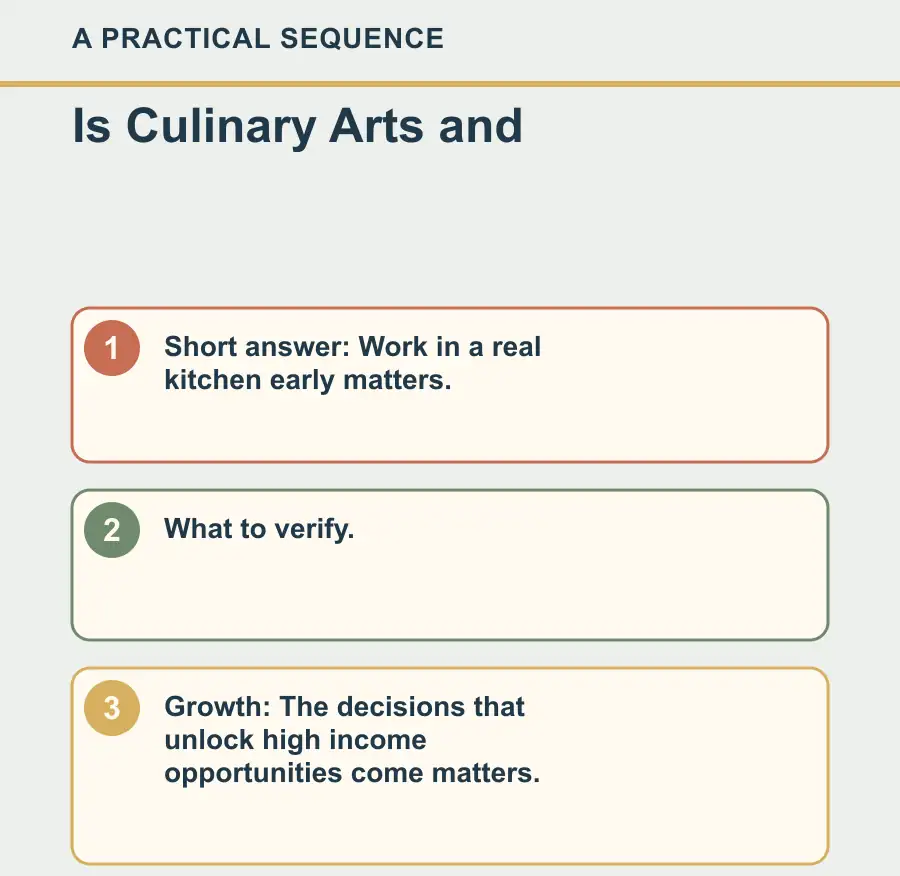 A PRACTICAL SEQUENCE
Is Culinary Arts and
1
Short answer: Work in a real
kitchen early matters.
2
What to verify.
3
Growth: The decisions that
unlock high income
opportunities come matters.